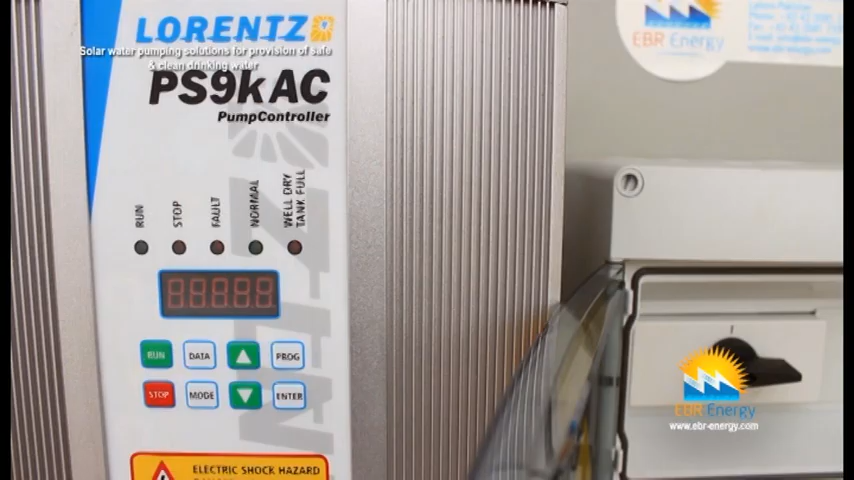 LORENTZ
Solar water pumping solutions for provision of safe
& clean drinking water
PS9kAC
PumpController
RUN
STOP
FAULT
NORMAL
WELL DRY
TANK FULL
88888
RUN DATA ▲ PROG
STOP MODE ▼ ENTER
ELECTRIC SHOCK HAZARD
EBR Energy
I
EBR Energy
www.ebr-energy.com